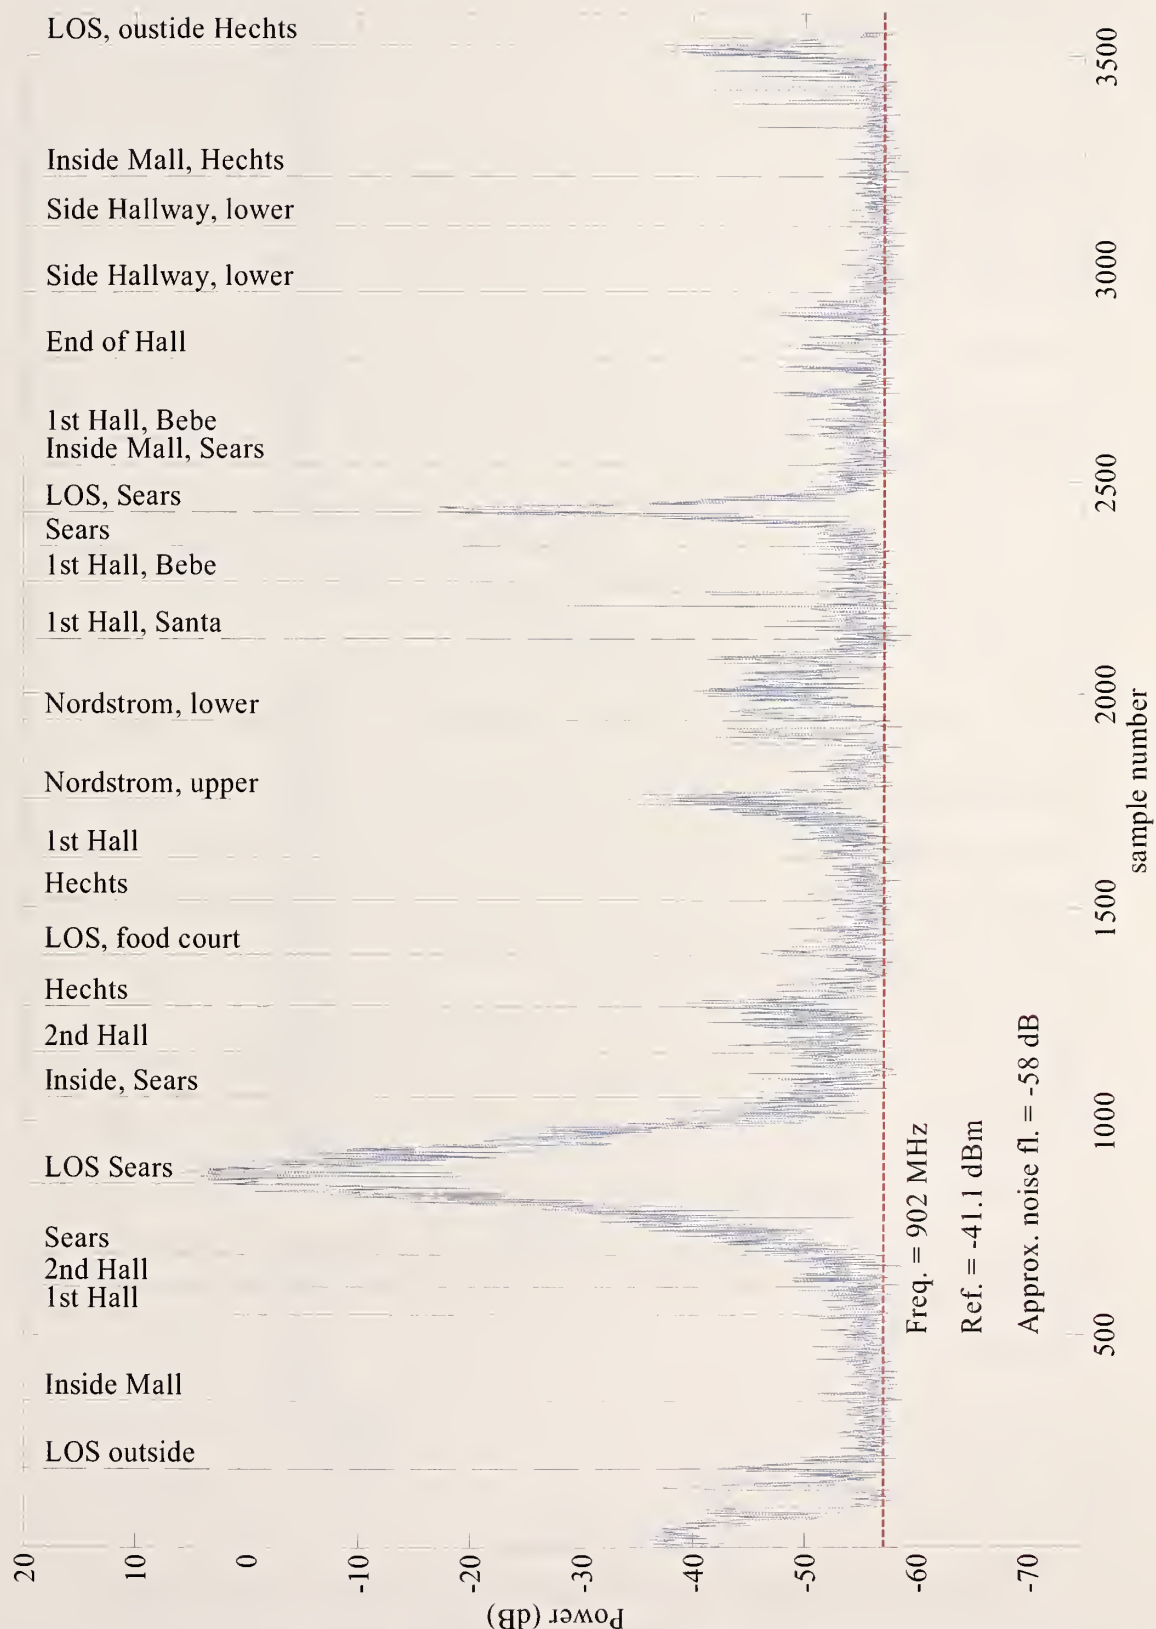 LOS, oustide Hechts
Inside Mall, Hechts
Side Hallway, lower
Side Hallway, lower
End of Hall
1st Hall, Bebe
Inside Mall, Sears
LOS, Sears
Sears
1st Hall, Bebe
1st Hall, Santa
Nordstrom, lower
Nordstrom, upper
1st Hall
Hechts
LOS, food court
Hechts
2nd Hall
Inside, Sears
LOS Sears
Sears
2nd Hall
1st Hall
Inside Mall
LOS outside
20
10
0
-10
-20
-30
-40
-50
-60
-70
Power (dB)
500
1000
1500
2000
2500
3000
3500
sample number
Freq. = 902 MHz
Ref. = -41.1 dBm
Approx. noise fl. = -58 dB